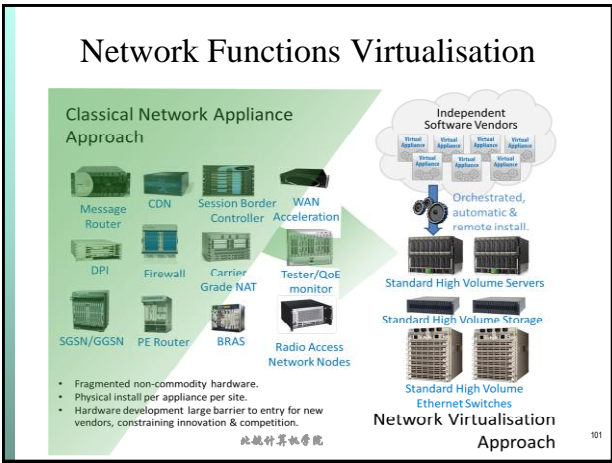 Network Functions Virtualisation
Classical Network Appliance
Approach
Message
Router
CDN
Session Border
Controller
WAN
Acceleration
DPI
Firewall
Carrier
Grade NAT
Tester/QoE
monitor
SGSN/GGSN
PE Router
BRAS
Radio Access
Network Nodes
• Fragmented non-commodity hardware.
• Physical install per appliance per site.
• Hardware development large barrier to entry for new
vendors, constraining innovation & competition.
Independent
Software Vendors
Virtual
Appliance
Virtual
Appliance
Virtual
Appliance
Virtual
Appliance
Virtual
Appliance
Virtual
Appliance
Virtual
Appliance
Orchestrated,
automatic &
remote install.
Standard High Volume Servers
Standard High Volume Storage
Standard High Volume
Ethernet Switches
Network Virtualisation
Approach
北航计算机学院
101